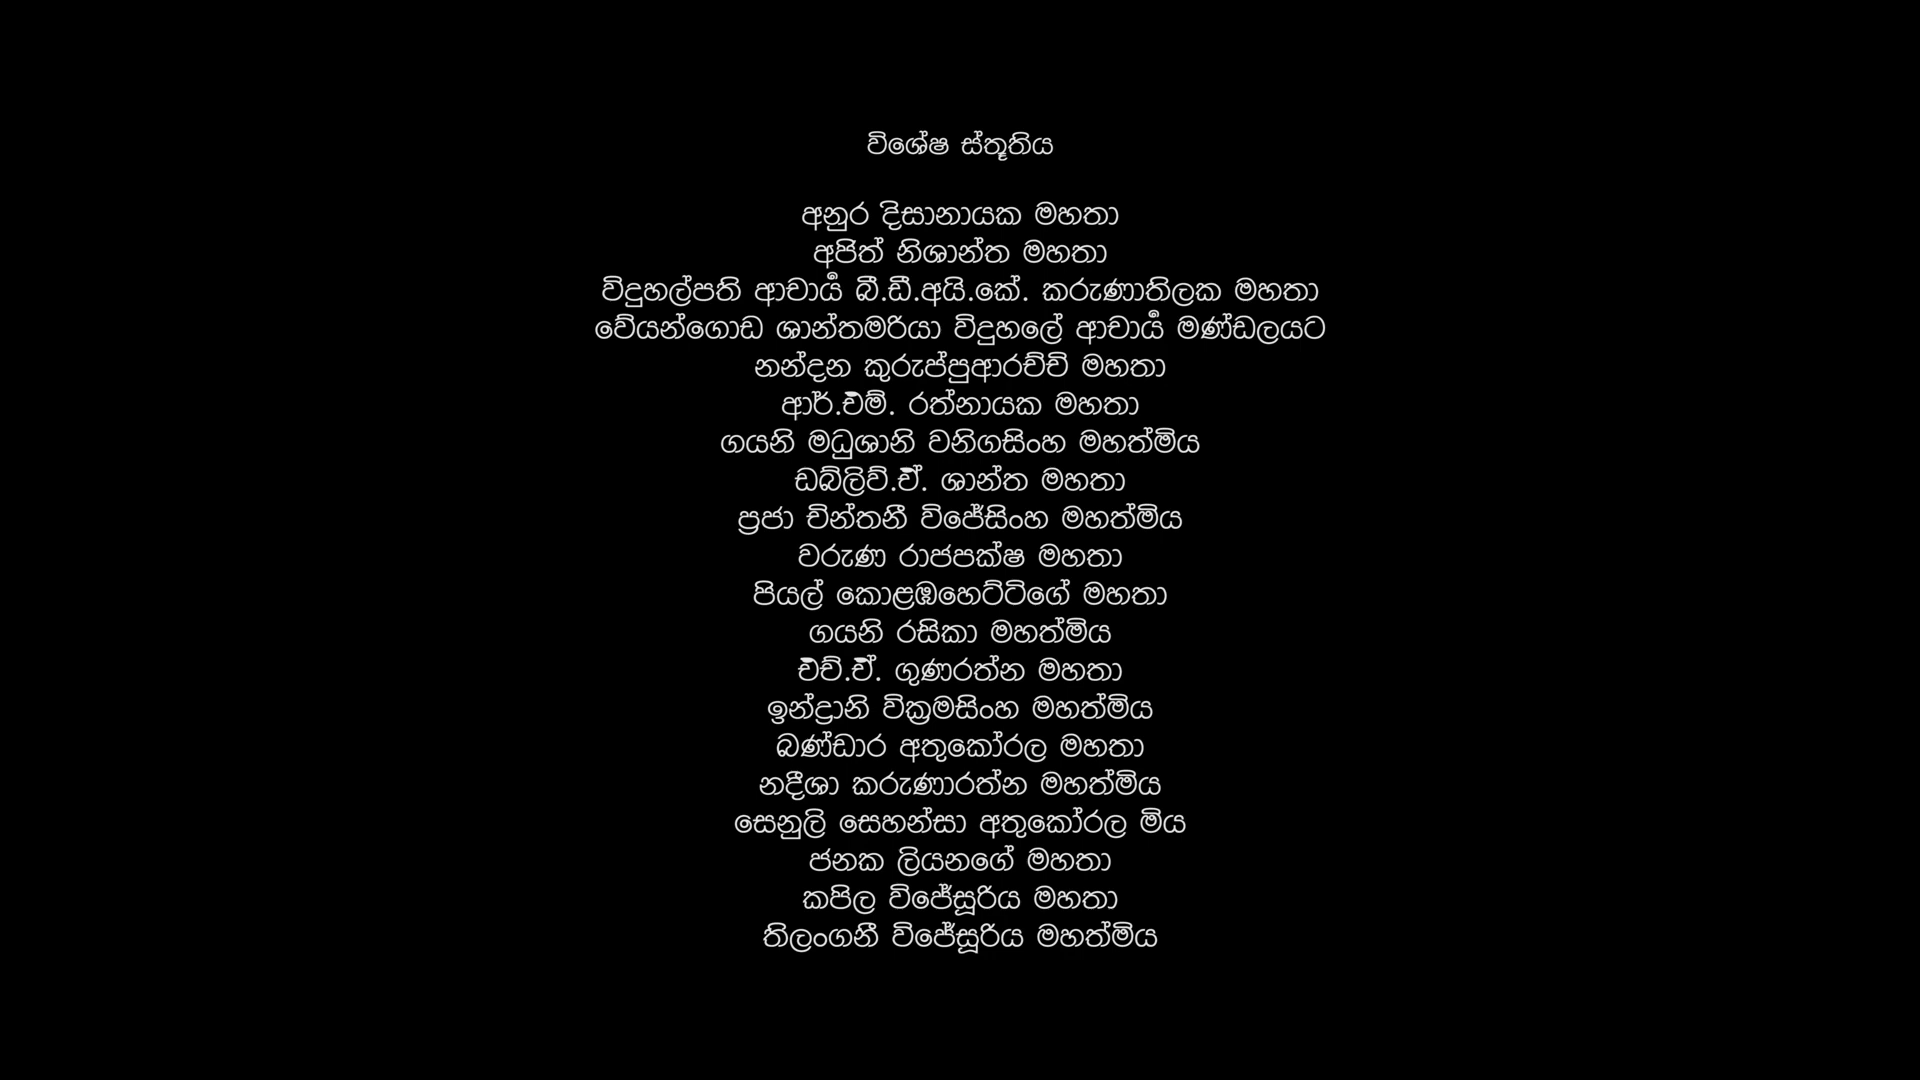 විශේෂ ස්තූතිය
අනුර දිසානායක මහතා
අජිත් නිශාන්ත මහතා
විදුහල්පති ආචාර්‍ය බී.ඩී.අයි.කේ. කරුණාතිලක මහතා
වේයන්ගොඩ ශාන්තමරියා විදුහලේ ආචාර්‍ය මණ්ඩලයට
නන්දන කුරුප්පුආරච්චි මහතා
ආර්.එම්. රත්නායක මහතා
ගයනි මධුශානි වනිගසිංහ මහත්මිය
ඩබ්ලිව්.ඒ. ශාන්ත මහතා
ප්‍රජා චින්තනී විජේසිංහ මහත්මිය
වරුණ රාජපක්ෂ මහතා
පියල් කොළඹහෙට්ටිගේ මහතා
ගයනි රසිකා මහත්මිය
එච්.ඒ. ගුණරත්න මහතා
ඉන්ද්‍රානි වික්‍රමසිංහ මහත්මිය
බණ්ඩාර අතුකෝරල මහතා
නදීශා කරුණාරත්න මහත්මිය
සෙනුලි සෙහන්සා අතුකෝරල මිය
ජනක ලියනගේ මහතා
කපිල විජේසූරිය මහතා
තිලංගනී විජේසූරිය මහත්මිය